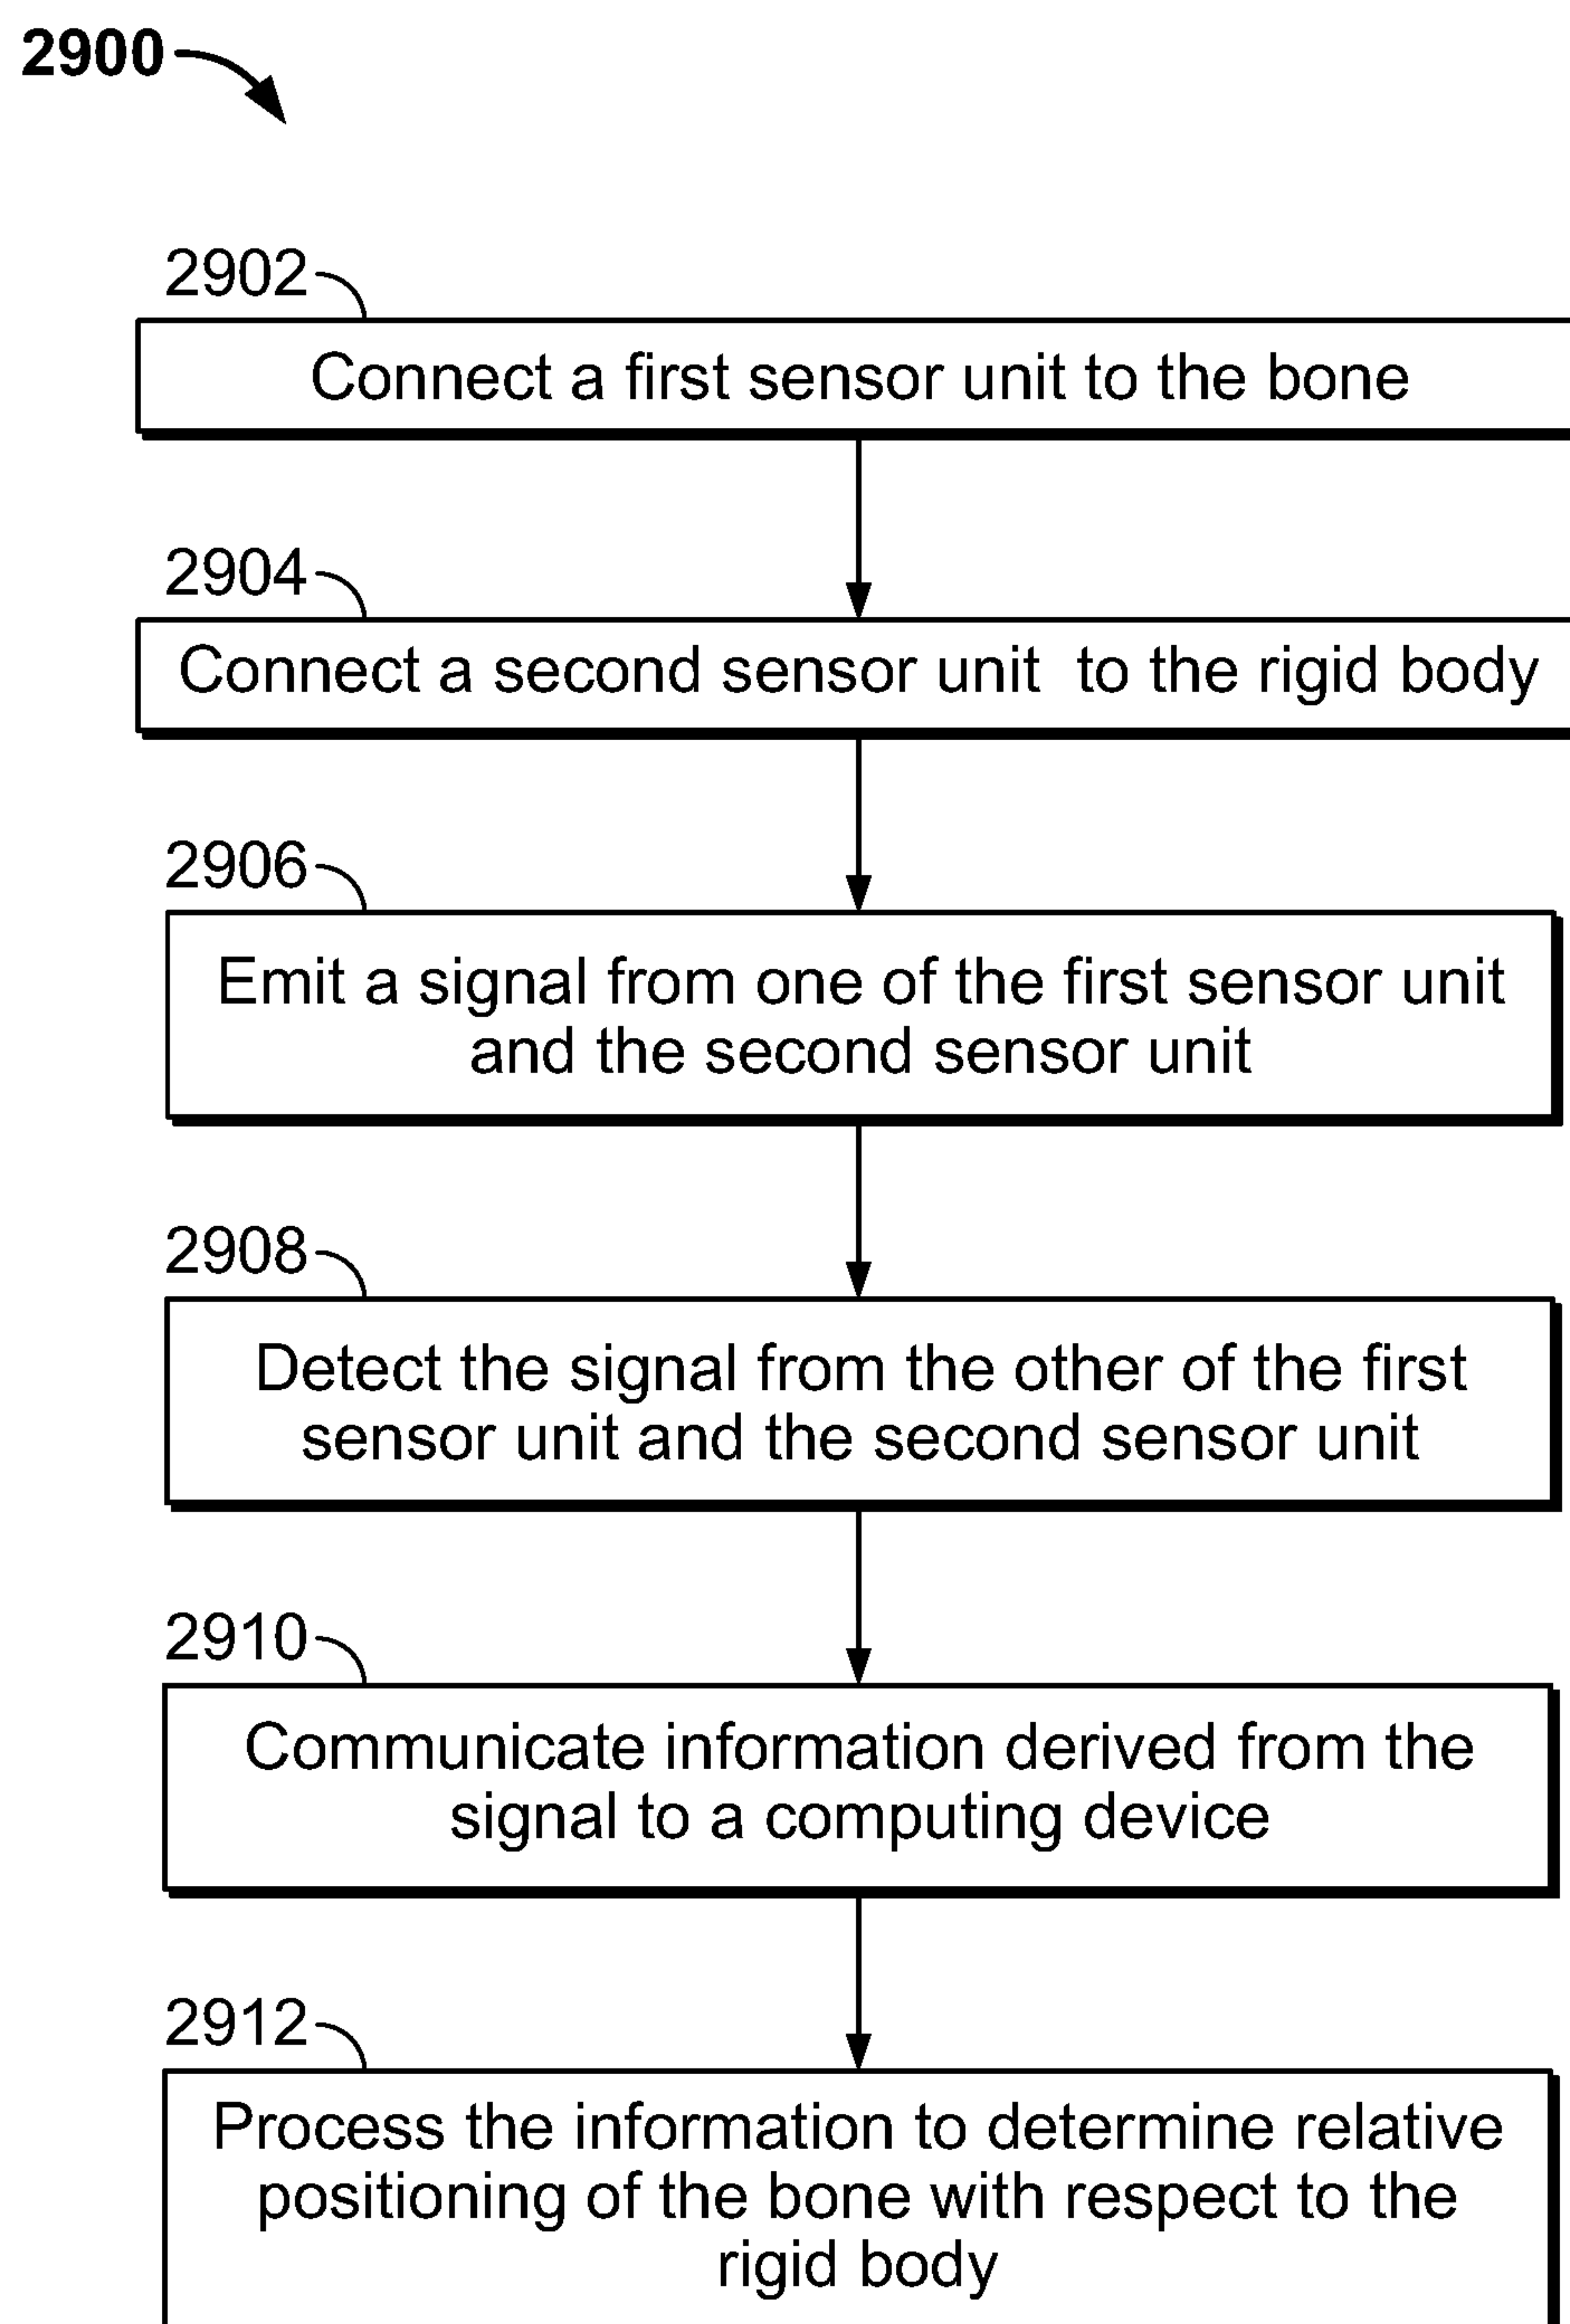 2900
2902
Connect a first sensor unit to the bone
2904
Connect a second sensor unit  to the rigid body
2906
Emit a signal from one of the first sensor unit
and the second sensor unit
2908
Detect the signal from the other of the first
sensor unit and the second sensor unit
2910
Communicate information derived from the
signal to a computing device
2912
Process the information to determine relative
positioning of the bone with respect to the
rigid body